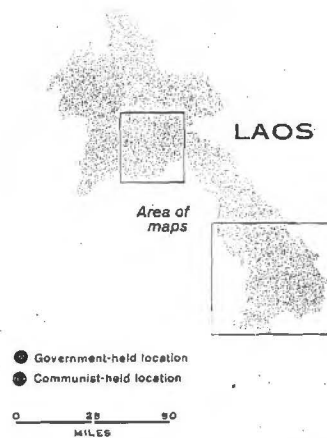 LAOS
Area of
maps
Government-held location
Communist-held location
0 25 50
MILES